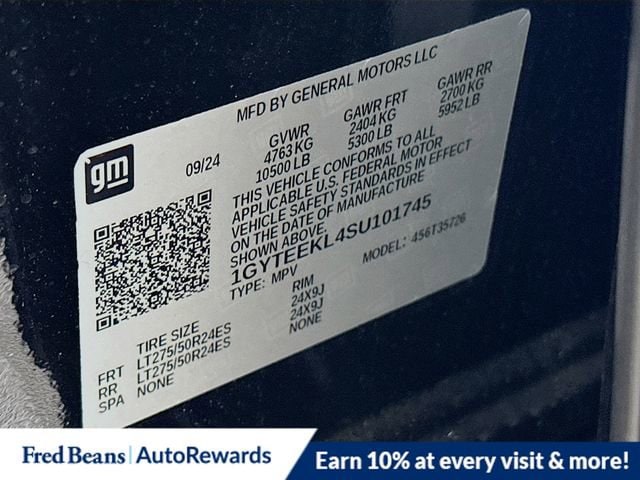 MFD BY GENERAL MOTORS LLC
gm
09/24
GVWR
4763 KG
10500 LB
GAWR FRT
2404 KG
5300 LB
GAWR RR
2700 KG
5952 LB
THIS VEHICLE CONFORMS TO ALL
APPLICABLE U.S. FEDERAL MOTOR
VEHICLE SAFETY STANDARDS IN EFFECT
ON THE DATE OF MANUFACTURE
SHOWN ABOVE.
1GYTEEKL4SU101745
TYPE: MPV
MODEL: 456T35726
TIRE SIZE RIM
FRT LT275/50R24ES 24X9J
RR LT275/50R24ES 24X9J
SPA NONE NONE
Fred Beans AutoRewards
Earn 10% at every visit & more!